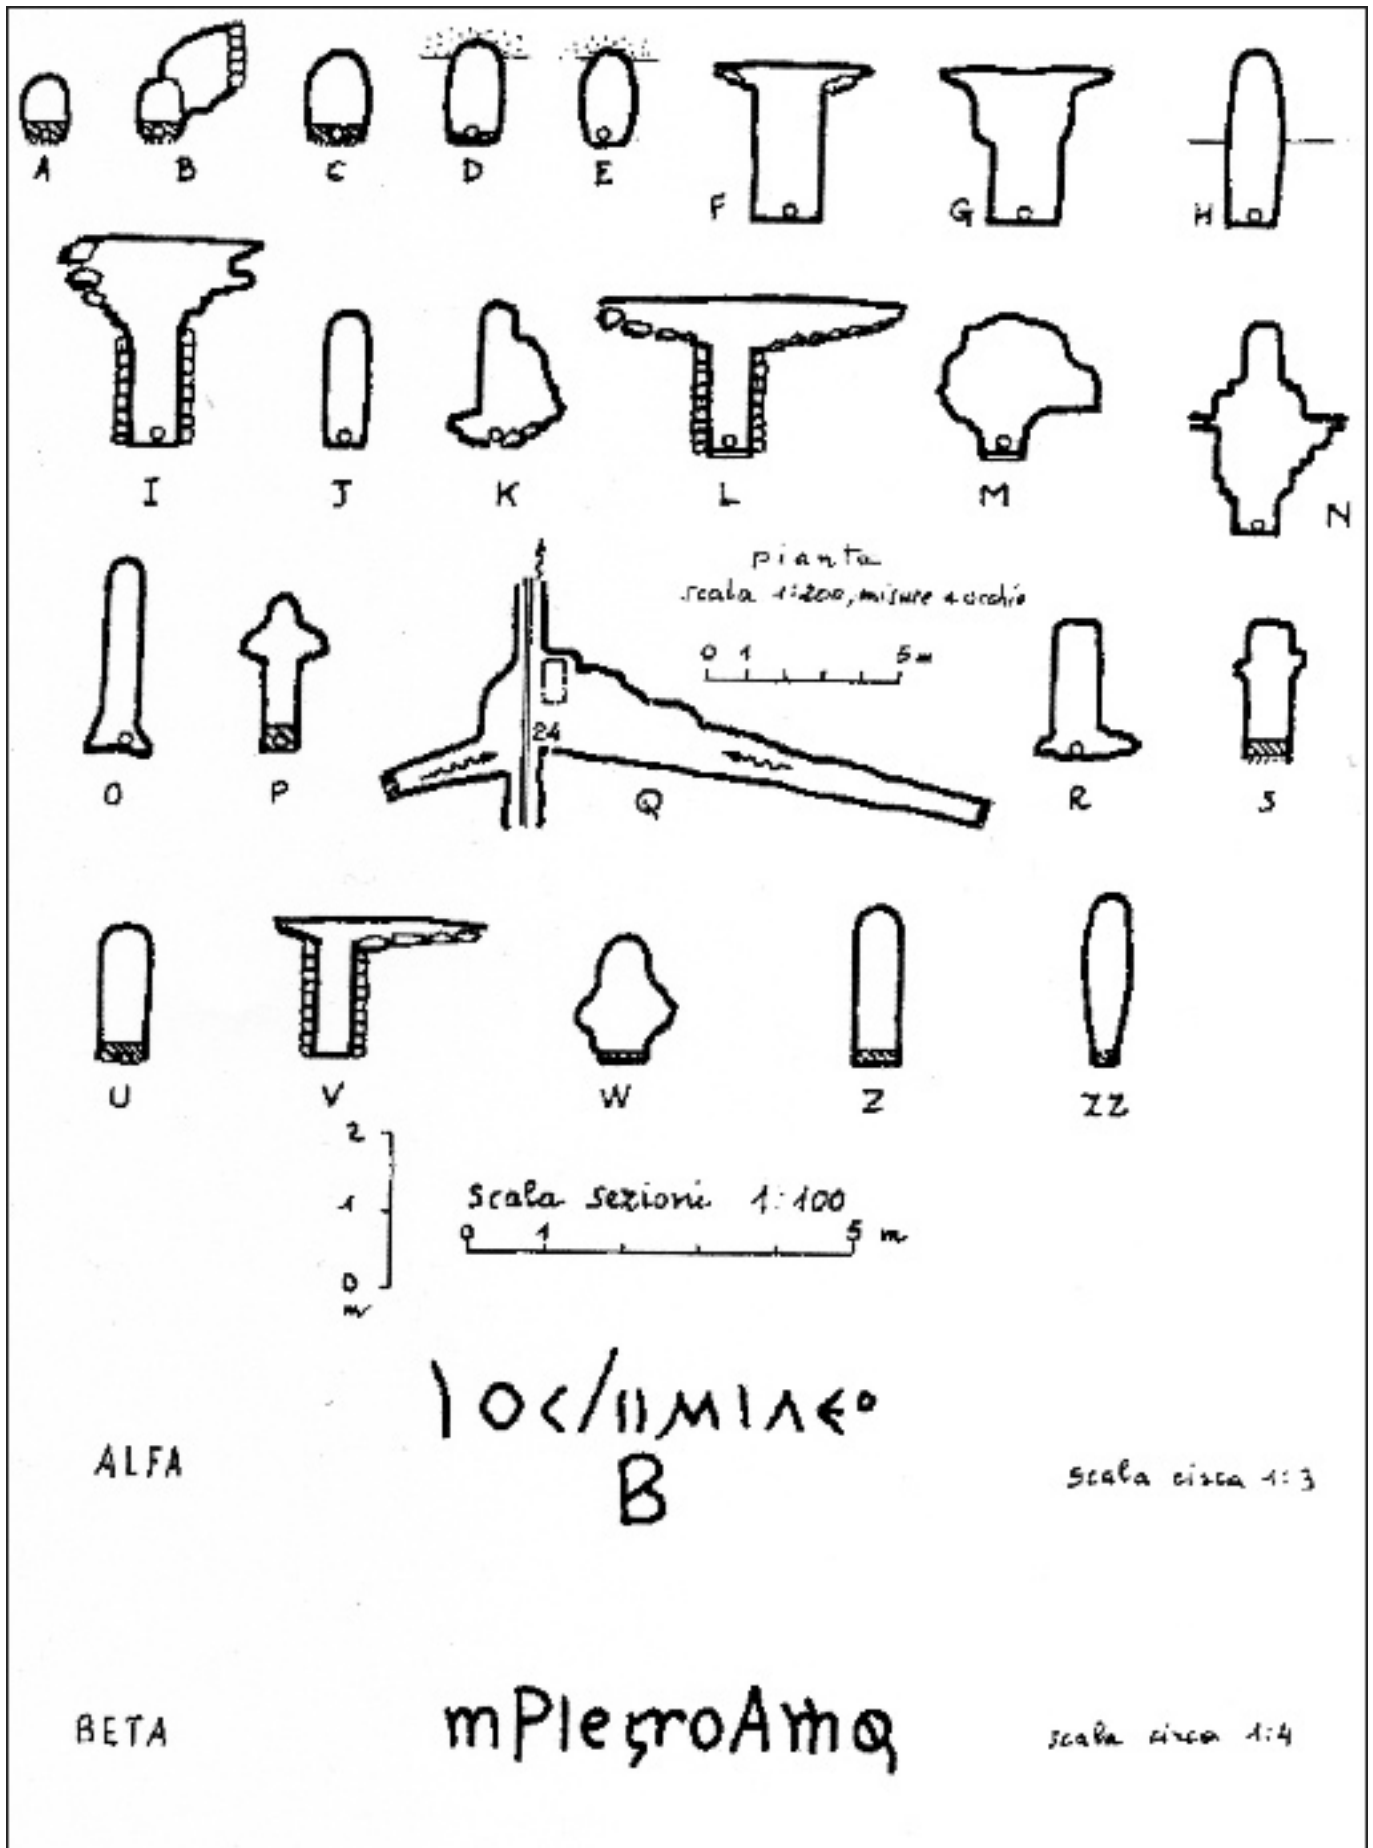 A B C D E
F G H
I J K L M N
pianta
scala 1:200, misure a occhio
0 1 5 m
24
O P Q R S
U V W Z ZZ
2
1
0
m
scala sezioni 1:100
0 1 5 m
B
ALFA
scala circa 1:3
BETA
scala circa 1:4